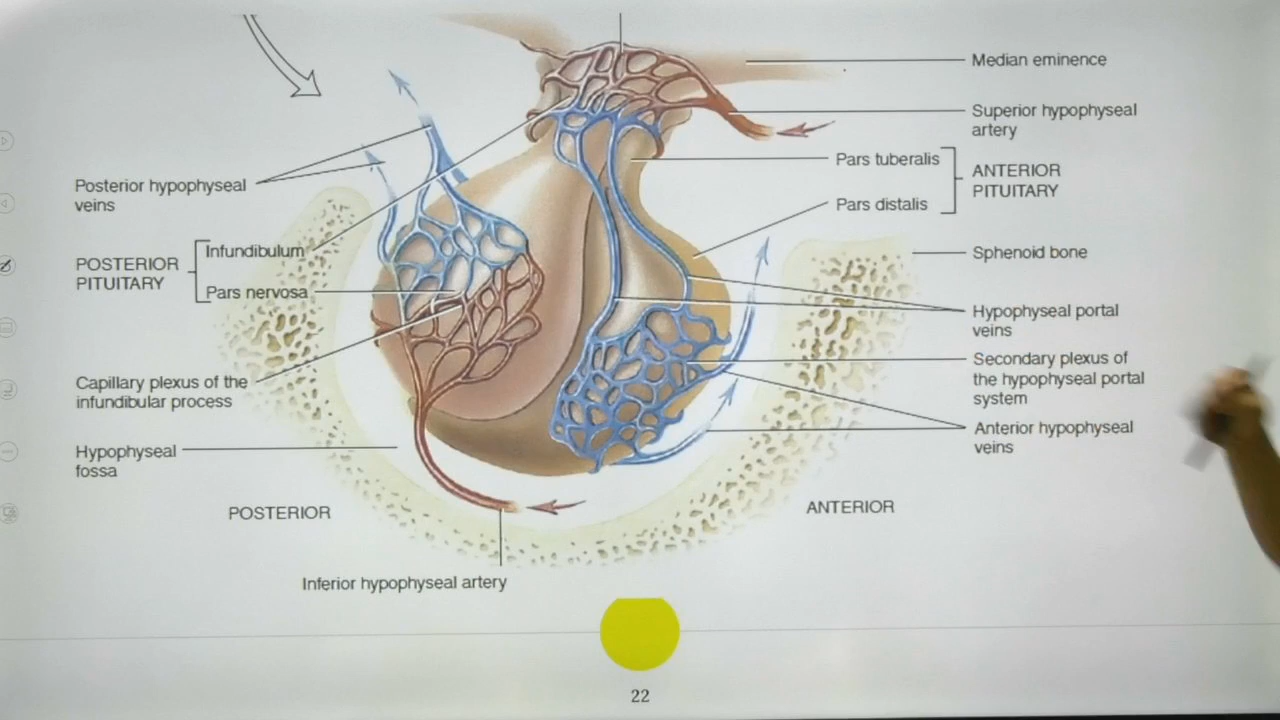 Median eminence
Superior hypophyseal
artery
Pars tuberalis
ANTERIOR
PITUITARY
Pars distalis
Posterior hypophyseal
veins
Infundibulum
POSTERIOR
PITUITARY
Pars nervosa
Sphenoid bone
Hypophyseal portal
veins
Secondary plexus of
the hypophyseal portal
system
Capillary plexus of the
infundibular process
Anterior hypophyseal
veins
Hypophyseal
fossa
POSTERIOR
ANTERIOR
Inferior hypophyseal artery
22